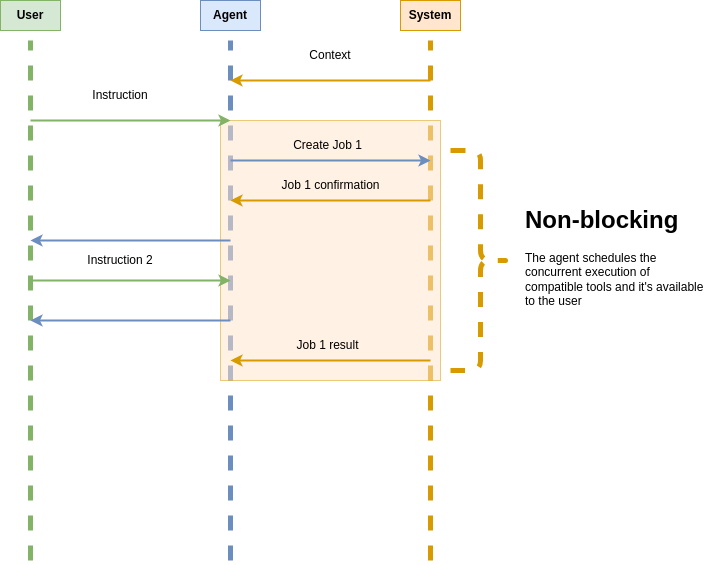 User
Agent
System
Context
Instruction
Create Job 1
Job 1 confirmation
Non-blocking
Instruction 2
The agent schedules the
concurrent execution of
compatible tools and it's available
to the user
Job 1 result